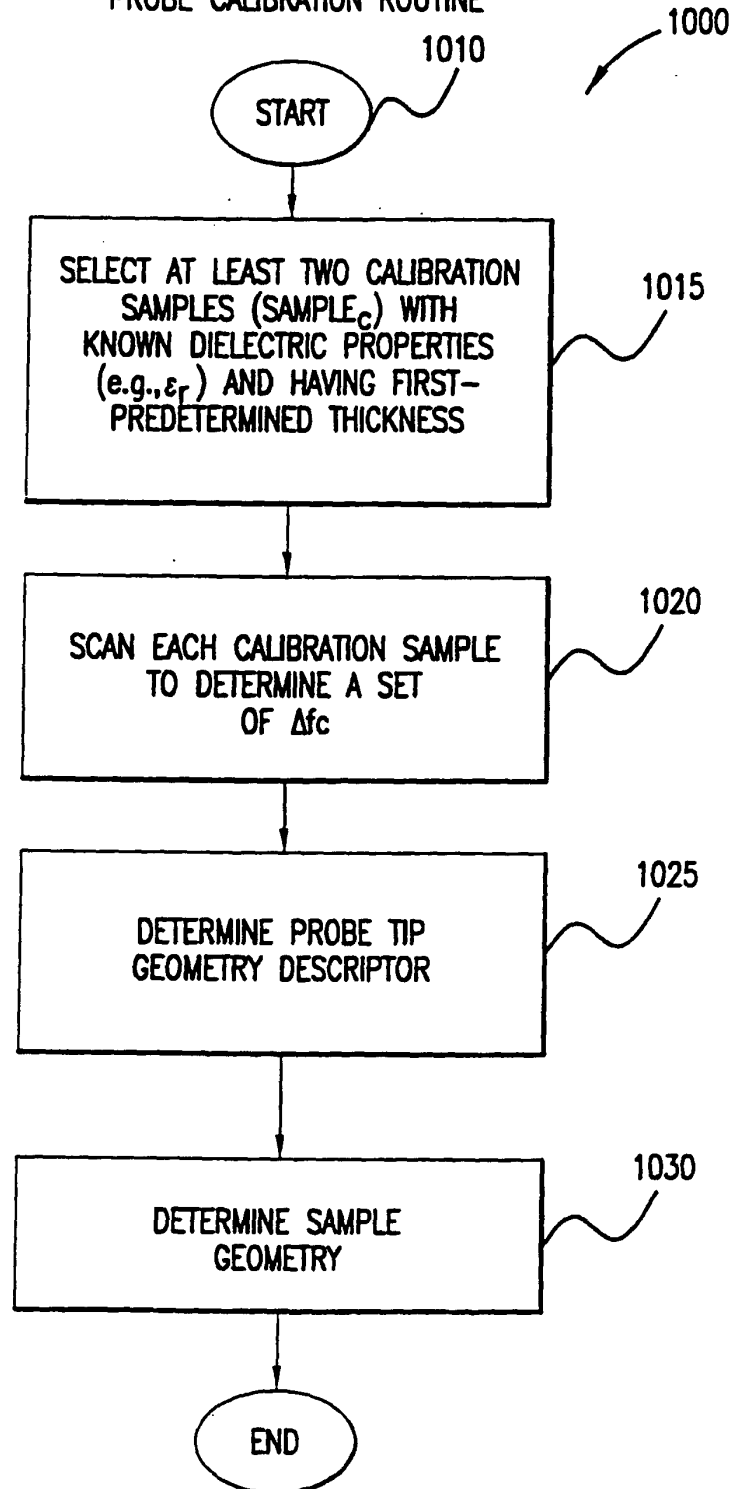 PROBE CALIBRATION ROUTINE
1000
1010
START
SELECT AT LEAST TWO CALIBRATION
SAMPLES (SAMPLEc) WITH
KNOWN DIELECTRIC PROPERTIES
(e.g., εr) AND HAVING FIRST-
PREDETERMINED THICKNESS
1015
SCAN EACH CALIBRATION SAMPLE
TO DETERMINE A SET
OF Δfc
1020
DETERMINE PROBE TIP
GEOMETRY DESCRIPTOR
1025
DETERMINE SAMPLE
GEOMETRY
1030
END